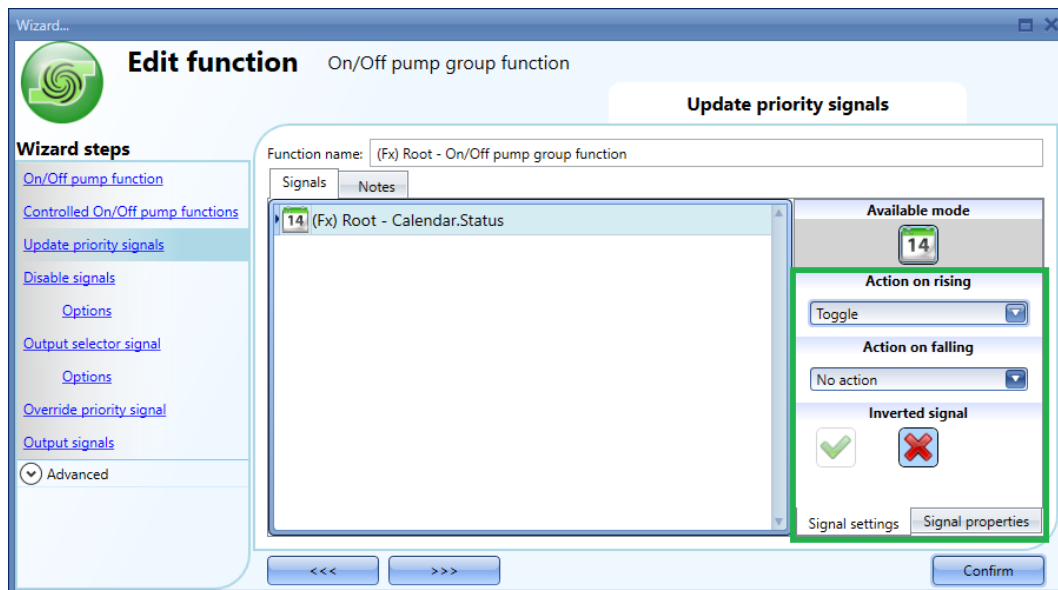 Wizard...
Edit function On/Off pump group function
Update priority signals
Wizard steps
On/Off pump function
Controlled On/Off pump functions
Update priority signals
Disable signals
Options
Output selector signal
Options
Override priority signal
Output signals
Advanced
Function name: (Fx) Root - On/Off pump group function
Signals Notes
14 (Fx) Root - Calendar.Status
Available mode
14
Action on rising
Toggle
Action on falling
No action
Inverted signal
Signal settings Signal properties
<<< >>> Confirm